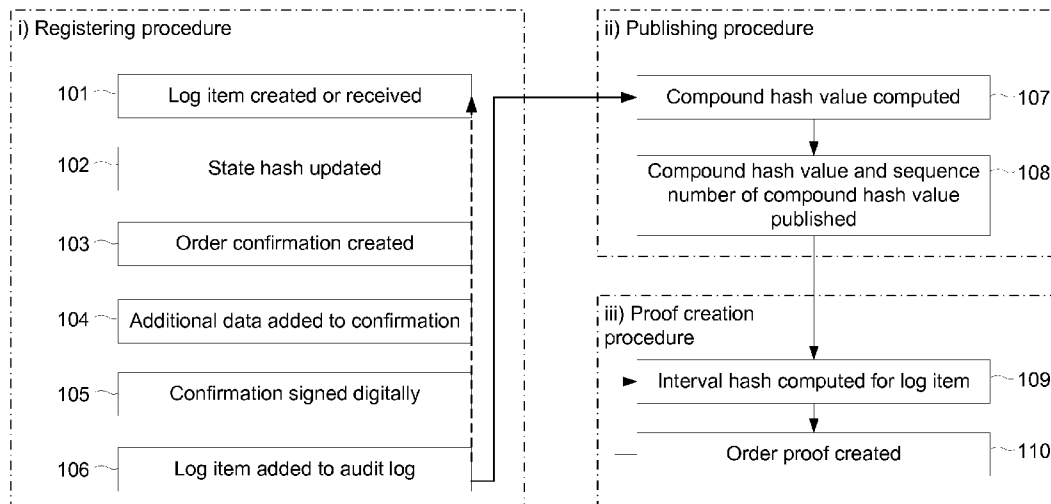 i) Registering procedure
101
Log item created or received
102
State hash updated
103
Order confirmation created
104
Additional data added to confirmation
105
Confirmation signed digitally
106
Log item added to audit log
ii) Publishing procedure
Compound hash value computed
107
Compound hash value and sequence
number of compound hash value
published
108
iii) Proof creation
procedure
Interval hash computed for log item
109
Order proof created
110